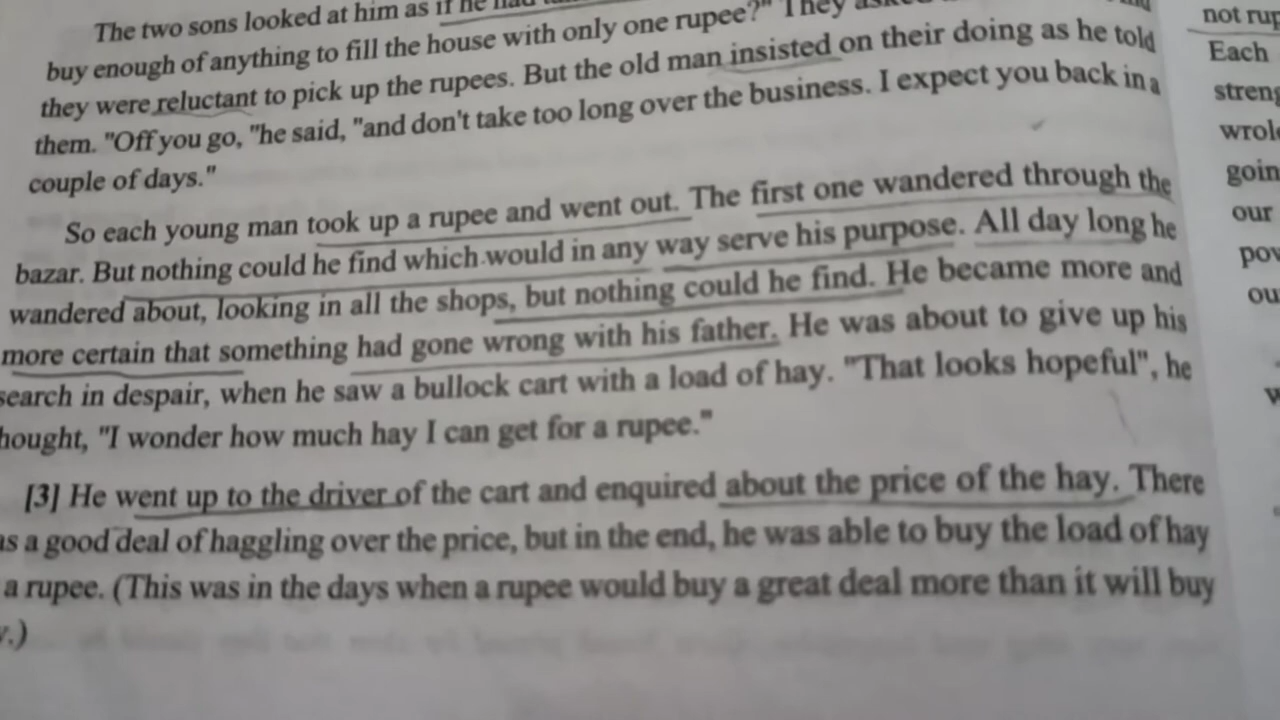 The two sons looked at him as if he had
buy enough of anything to fill the house with only one rupee?" They asked
they were reluctant to pick up the rupees. But the old man insisted on their doing as he told
them. "Off you go, "he said, "and don't take too long over the business. I expect you back in a
couple of days."
So each young man took up a rupee and went out. The first one wandered through the
bazar. But nothing could he find which would in any way serve his purpose. All day long he
wandered about, looking in all the shops, but nothing could he find. He became more and
more certain that something had gone wrong with his father. He was about to give up his
search in despair, when he saw a bullock cart with a load of hay. "That looks hopeful", he
hought, "I wonder how much hay I can get for a rupee."
[3] He went up to the driver of the cart and enquired about the price of the hay. There
as a good deal of haggling over the price, but in the end, he was able to buy the load of hay
a rupee. (This was in the days when a rupee would buy a great deal more than it will buy
.)
not rup
Each
streng
wrole
goin
our
pov
ou
w